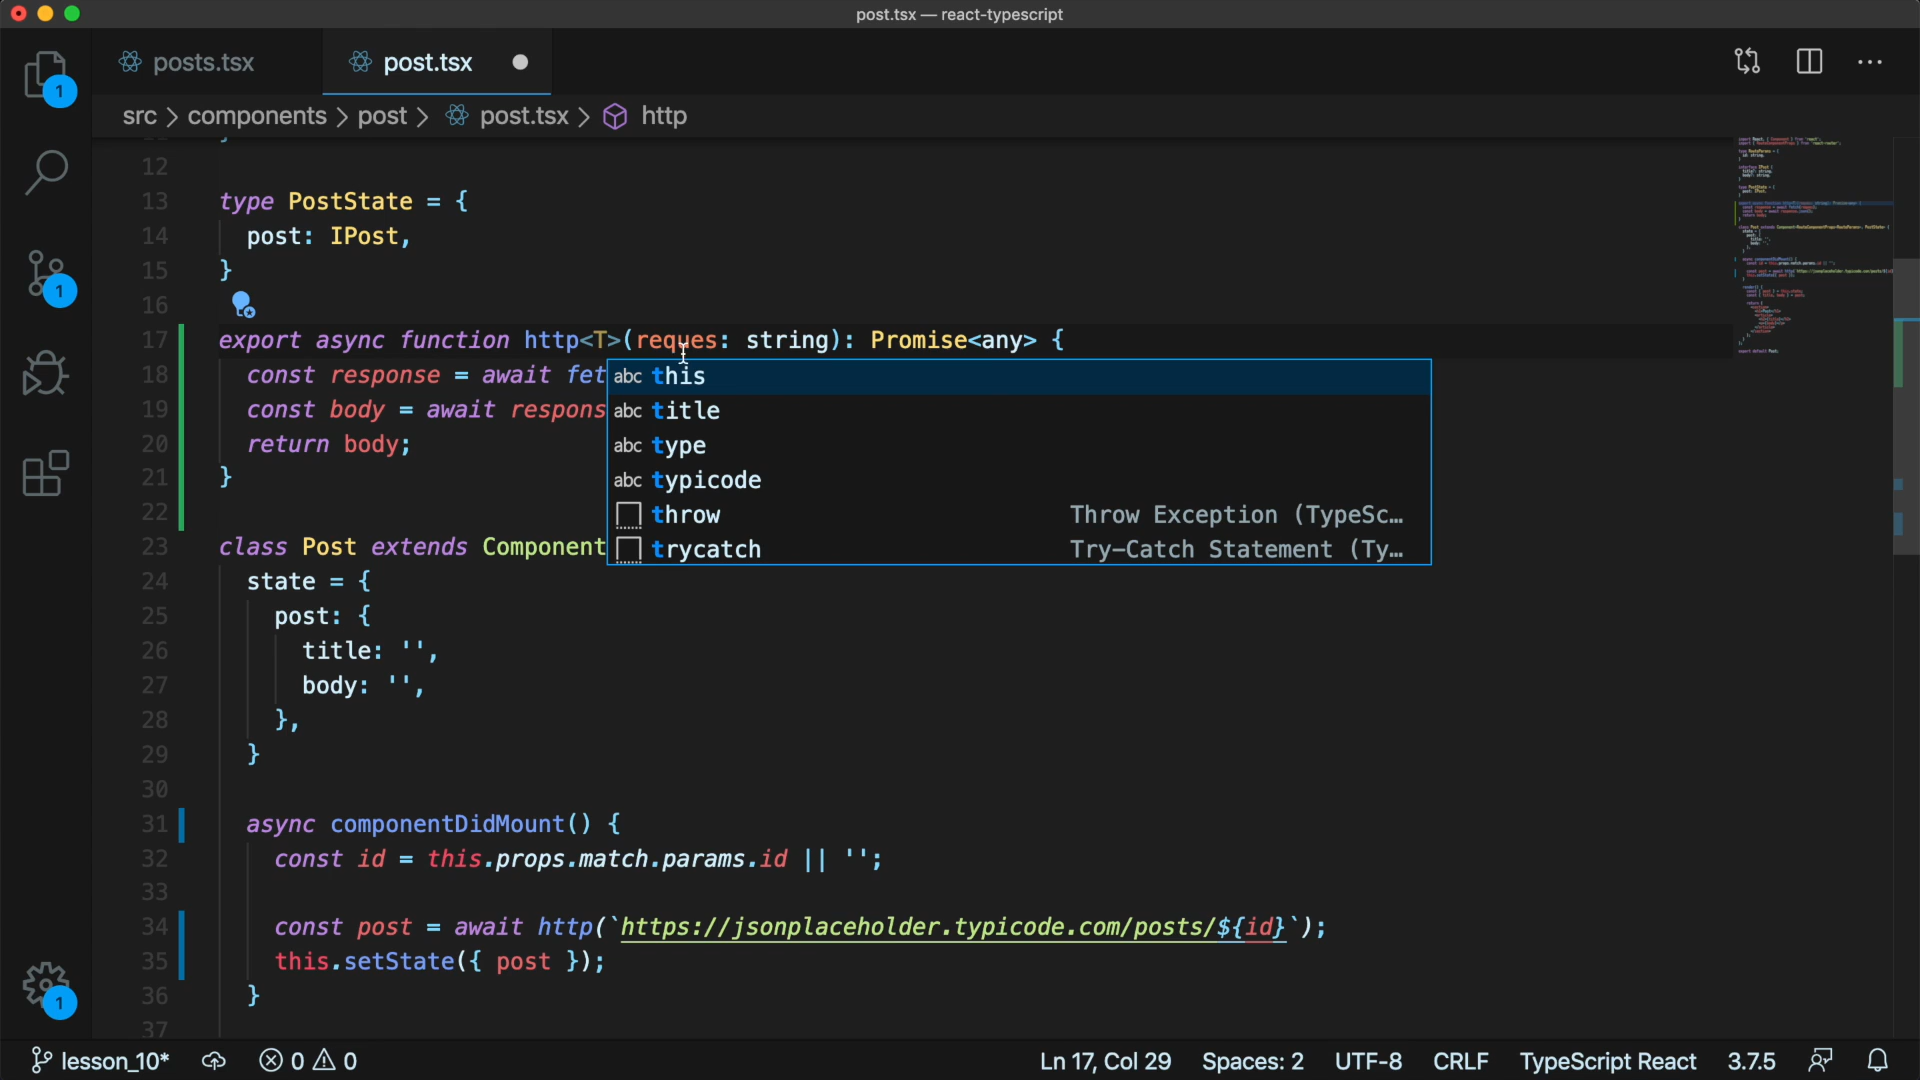 post.tsx — react-typescript
posts.tsx
post.tsx
src > components > post > post.tsx > http
1
1
1
12
13 type PostState = {
14 post: IPost,
15 }
16
17 export async function http<T>(reques: string): Promise<any> {
18 const response = await fet
19 const body = await respons
20 return body;
21 }
22
23 class Post extends Component
abc this
abc title
abc type
abc typicode
throw Throw Exception (TypeSc…
trycatch Try-Catch Statement (Ty…
24 state = {
25 post: {
26 title: '',
27 body: '',
28 },
29 }
30
31 async componentDidMount() {
32 const id = this.props.match.params.id || '';
33
34 const post = await http(`https://jsonplaceholder.typicode.com/posts/${id}`);
35 this.setState({ post });
36 }
37
lesson_10* 0 0 Ln 17, Col 29 Spaces: 2 UTF-8 CRLF TypeScript React 3.7.5